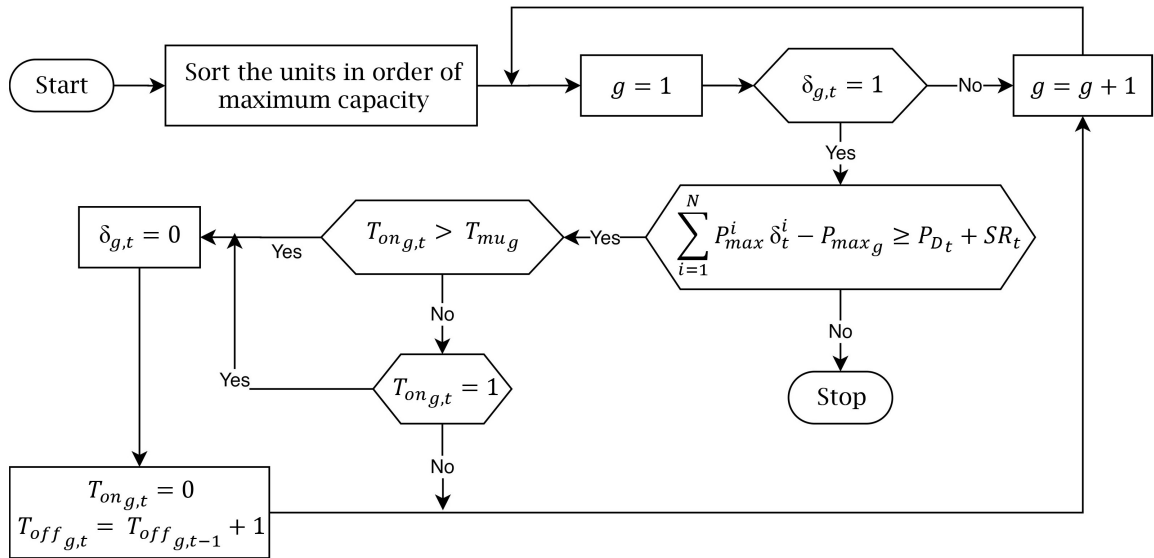 Start
Sort the units in order of
maximum capacity
g = 1
δ_{g,t} = 1
No
g = g + 1
Yes
δ_{g,t} = 0
Yes
T_{on_{g,t}} > T_{mu_g}
Yes
∑_{i=1}^{N} P_{max}^{i} δ_{t}^{i} − P_{max_g} ≥ P_{D_t} + SR_t
No
No
Yes
T_{on_{g,t}} = 1
Stop
No
T_{on_{g,t}} = 0
T_{off_{g,t}} = T_{off_{g,t−1}} + 1